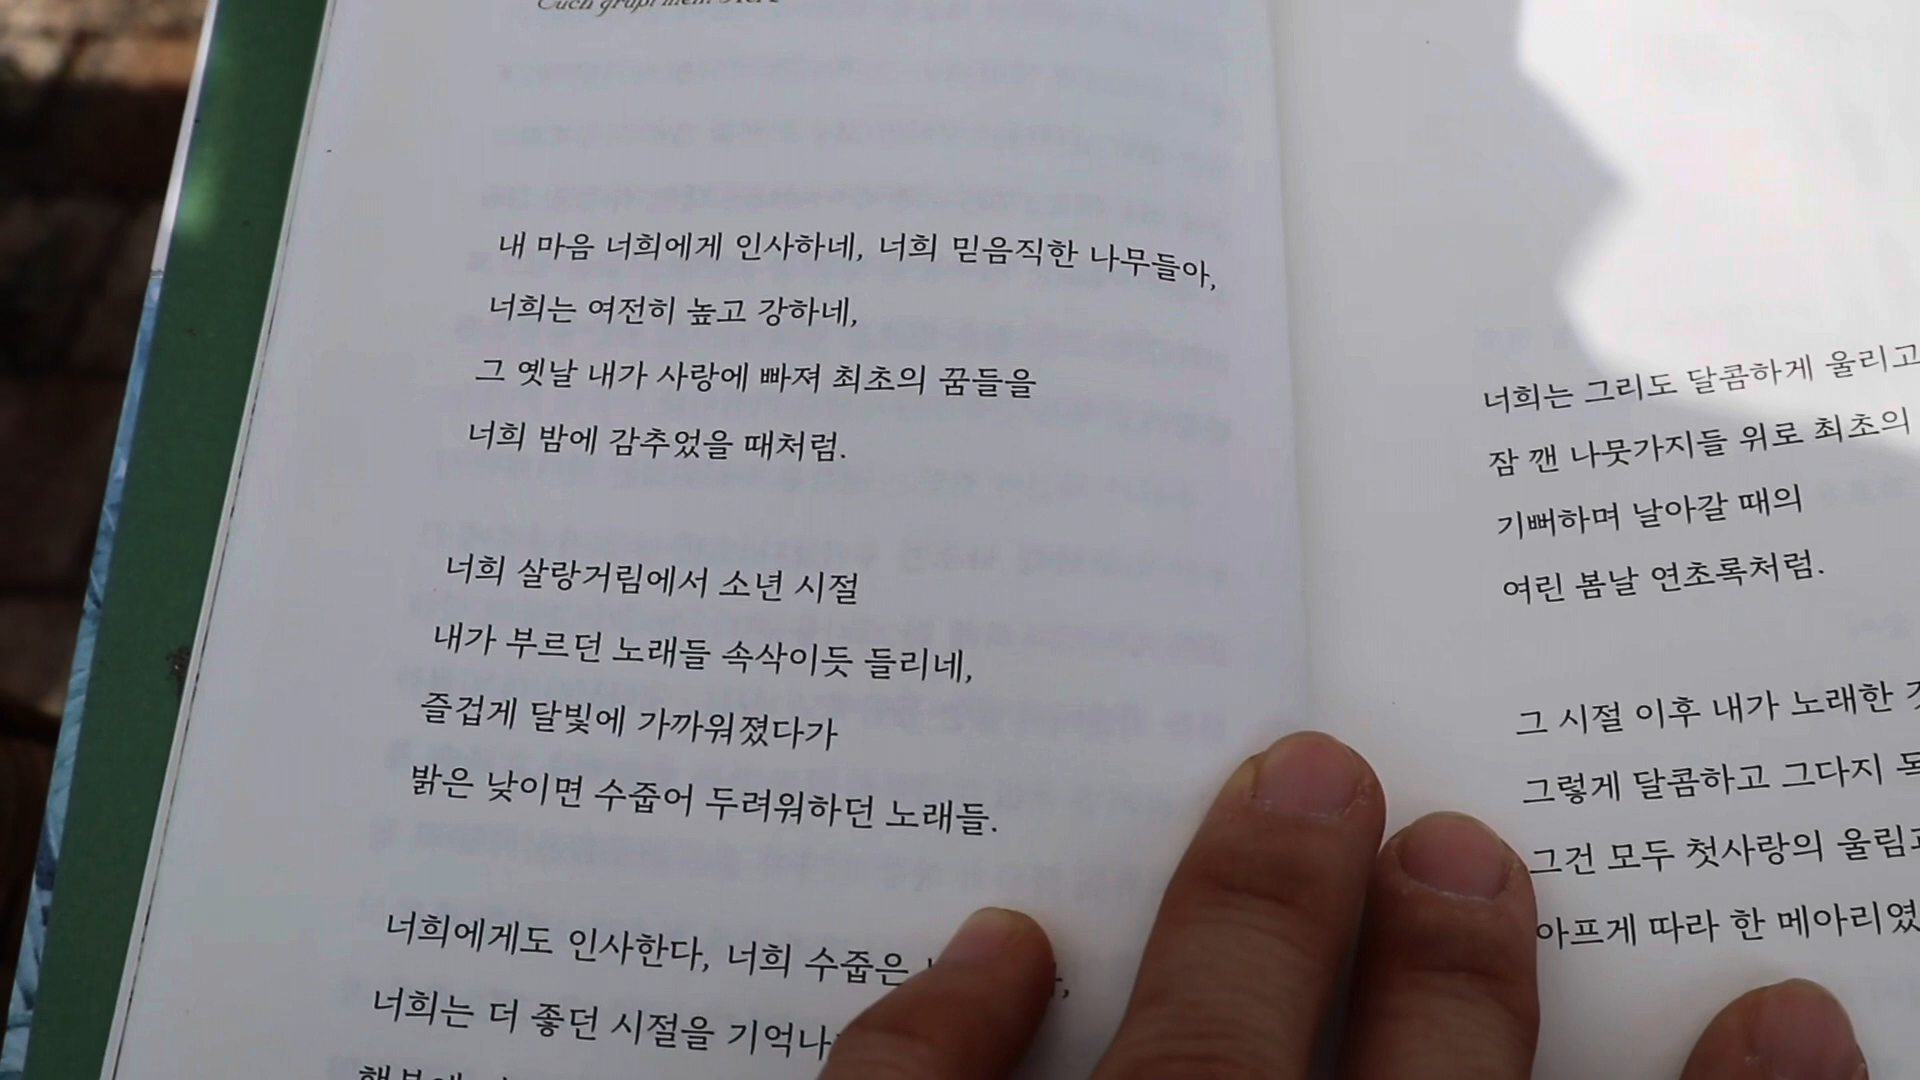 내 마음 너희에게 인사하네, 너희 믿음직한 나무들아,
너희는 여전히 높고 강하네,
그 옛날 내가 사랑에 빠져 최초의 꿈들을
너희 밤에 감추었을 때처럼.
너희 살랑거림에서 소년 시절
내가 부르던 노래들 속삭이듯 들리네,
즐겁게 달빛에 가까워졌다가
밝은 낮이면 수줍어 두려워하던 노래들.
너희에게도 인사한다, 너희 수줍은
너희는 더 좋던 시절을
너희는 그리도 달콤하게 울리고
잠 깬 나뭇가지들 위로 최초의
기뻐하며 날아갈 때의
여린 봄날 연초록처럼.
그 시절 이후 내가 노래한
그렇게 달콤하고 그다지
그건 모두 첫사랑의
아프게 따라 한